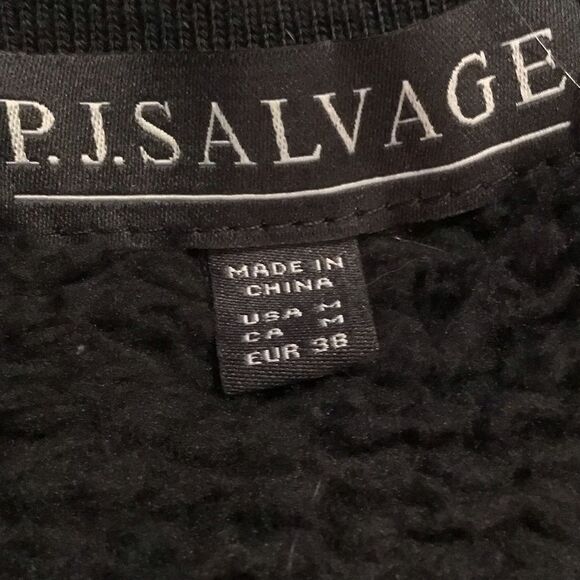 P.J.SALVAGE
MADE IN
CHINA
USA M
CA M
EUR 38